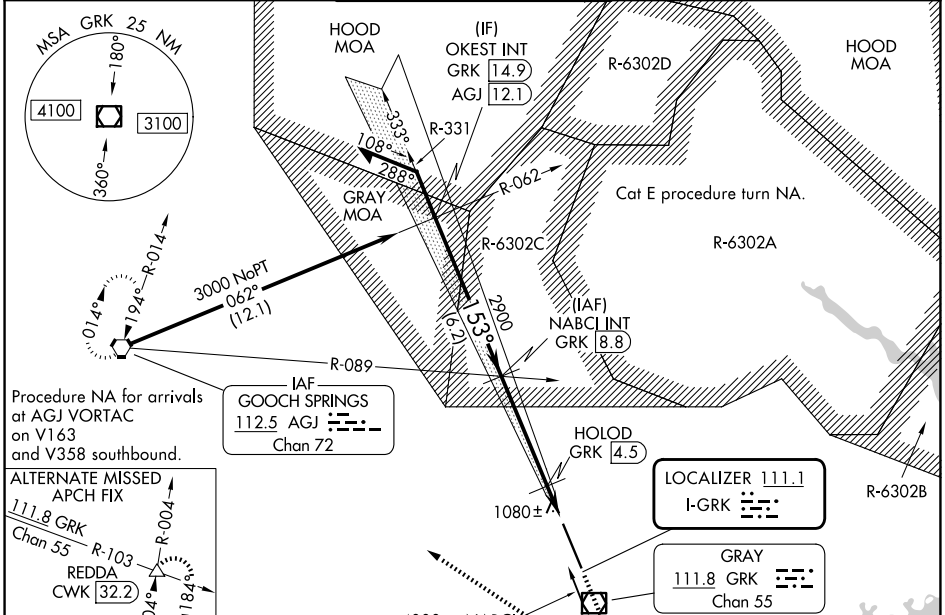 MSA GRK 25 NM
180°
4100
3100
360°
HOOD
MOA
(IF)
OKEST INT
GRK 14.9
AGJ 12.1
R-6302D
HOOD
MOA
333°
R-331
108°
288°
R-062
GRAY
MOA
Cat E procedure turn NA.
R-6302C
R-6302A
R-014
194°
014°
3000 NoPT
062°
(12.1)
2900
153°
(6.2)
(IAF)
NABCI INT
GRK 8.8
R-089
Procedure NA for arrivals
at AGJ VORTAC
on V163
and V358 southbound.
IAF
GOOCH SPRINGS
112.5 AGJ
Chan 72
HOLOD
GRK 4.5
R-6302B
1080±
LOCALIZER 111.1
I-GRK
ALTERNATE MISSED
APCH FIX
111.8 GRK
Chan 55
R-103
R-004
REDDA
CWK 32.2
184°
GRAY
111.8 GRK
Chan 55